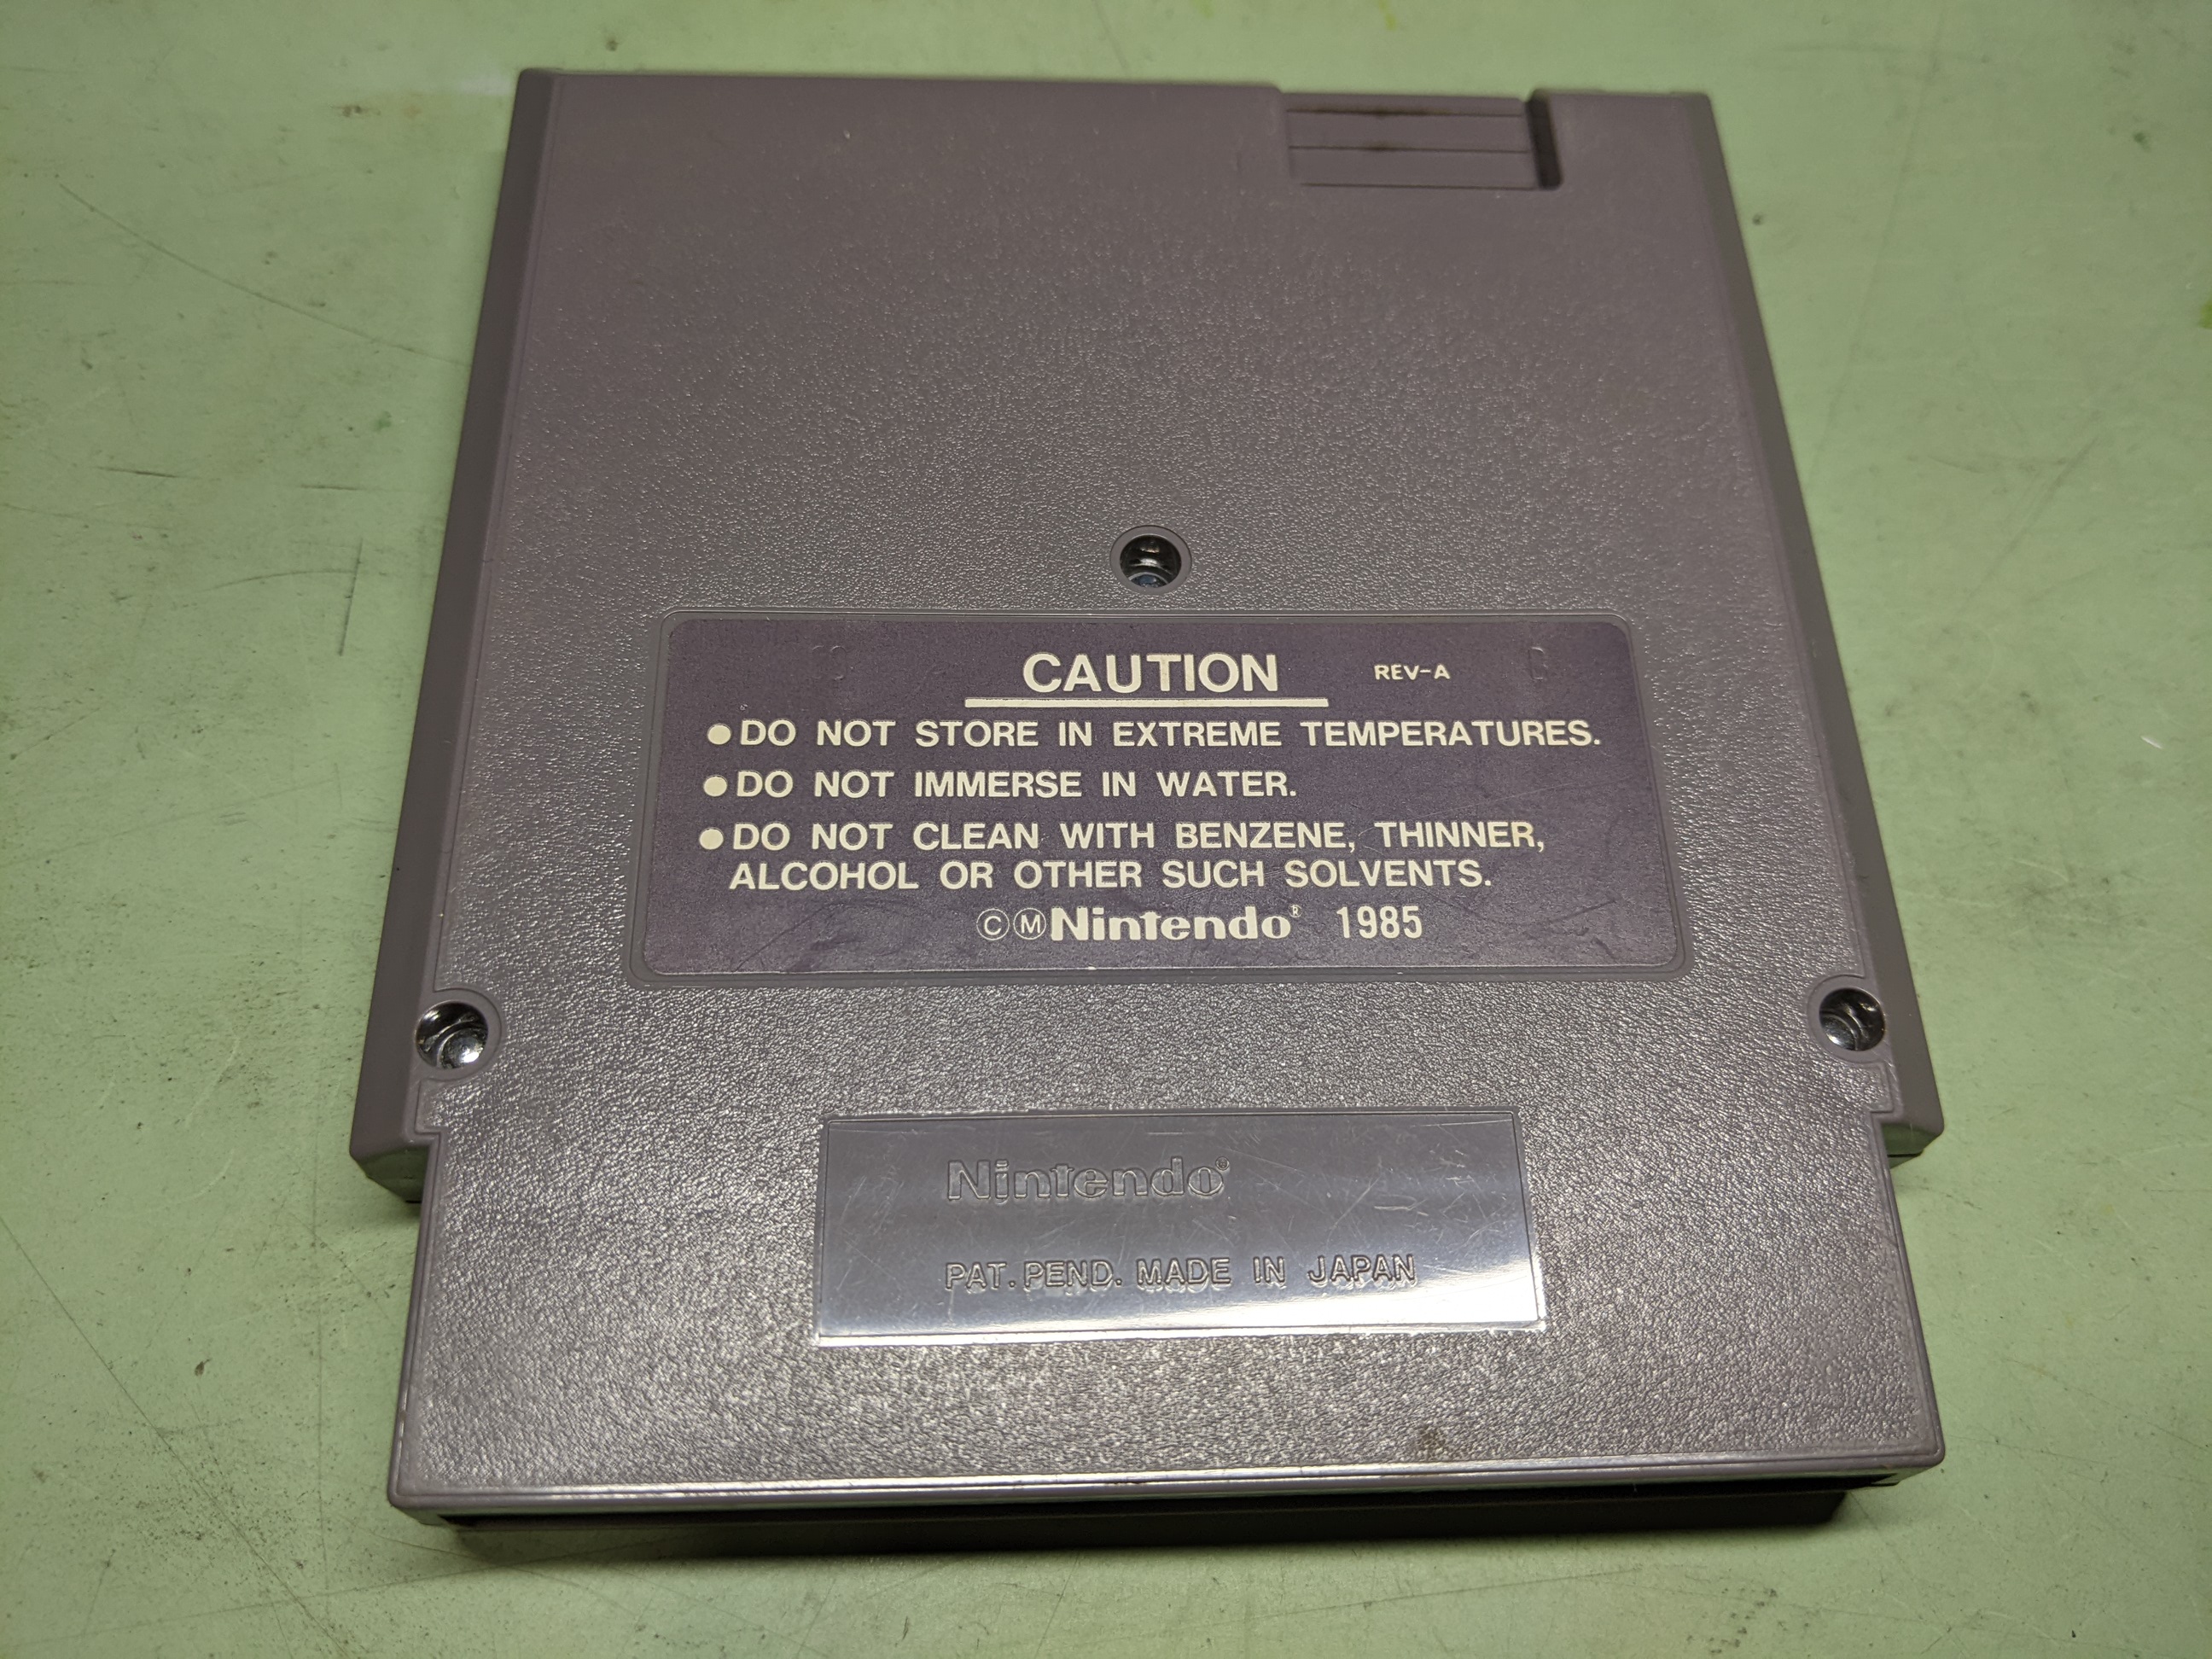 CAUTION REV-A
●DO NOT STORE IN EXTREME TEMPERATURES.
●DO NOT IMMERSE IN WATER.
●DO NOT CLEAN WITH BENZENE, THINNER,
ALCOHOL OR OTHER SUCH SOLVENTS.
ⒸⓂNintendo® 1985
Nintendo®
PAT. PEND. MADE IN JAPAN